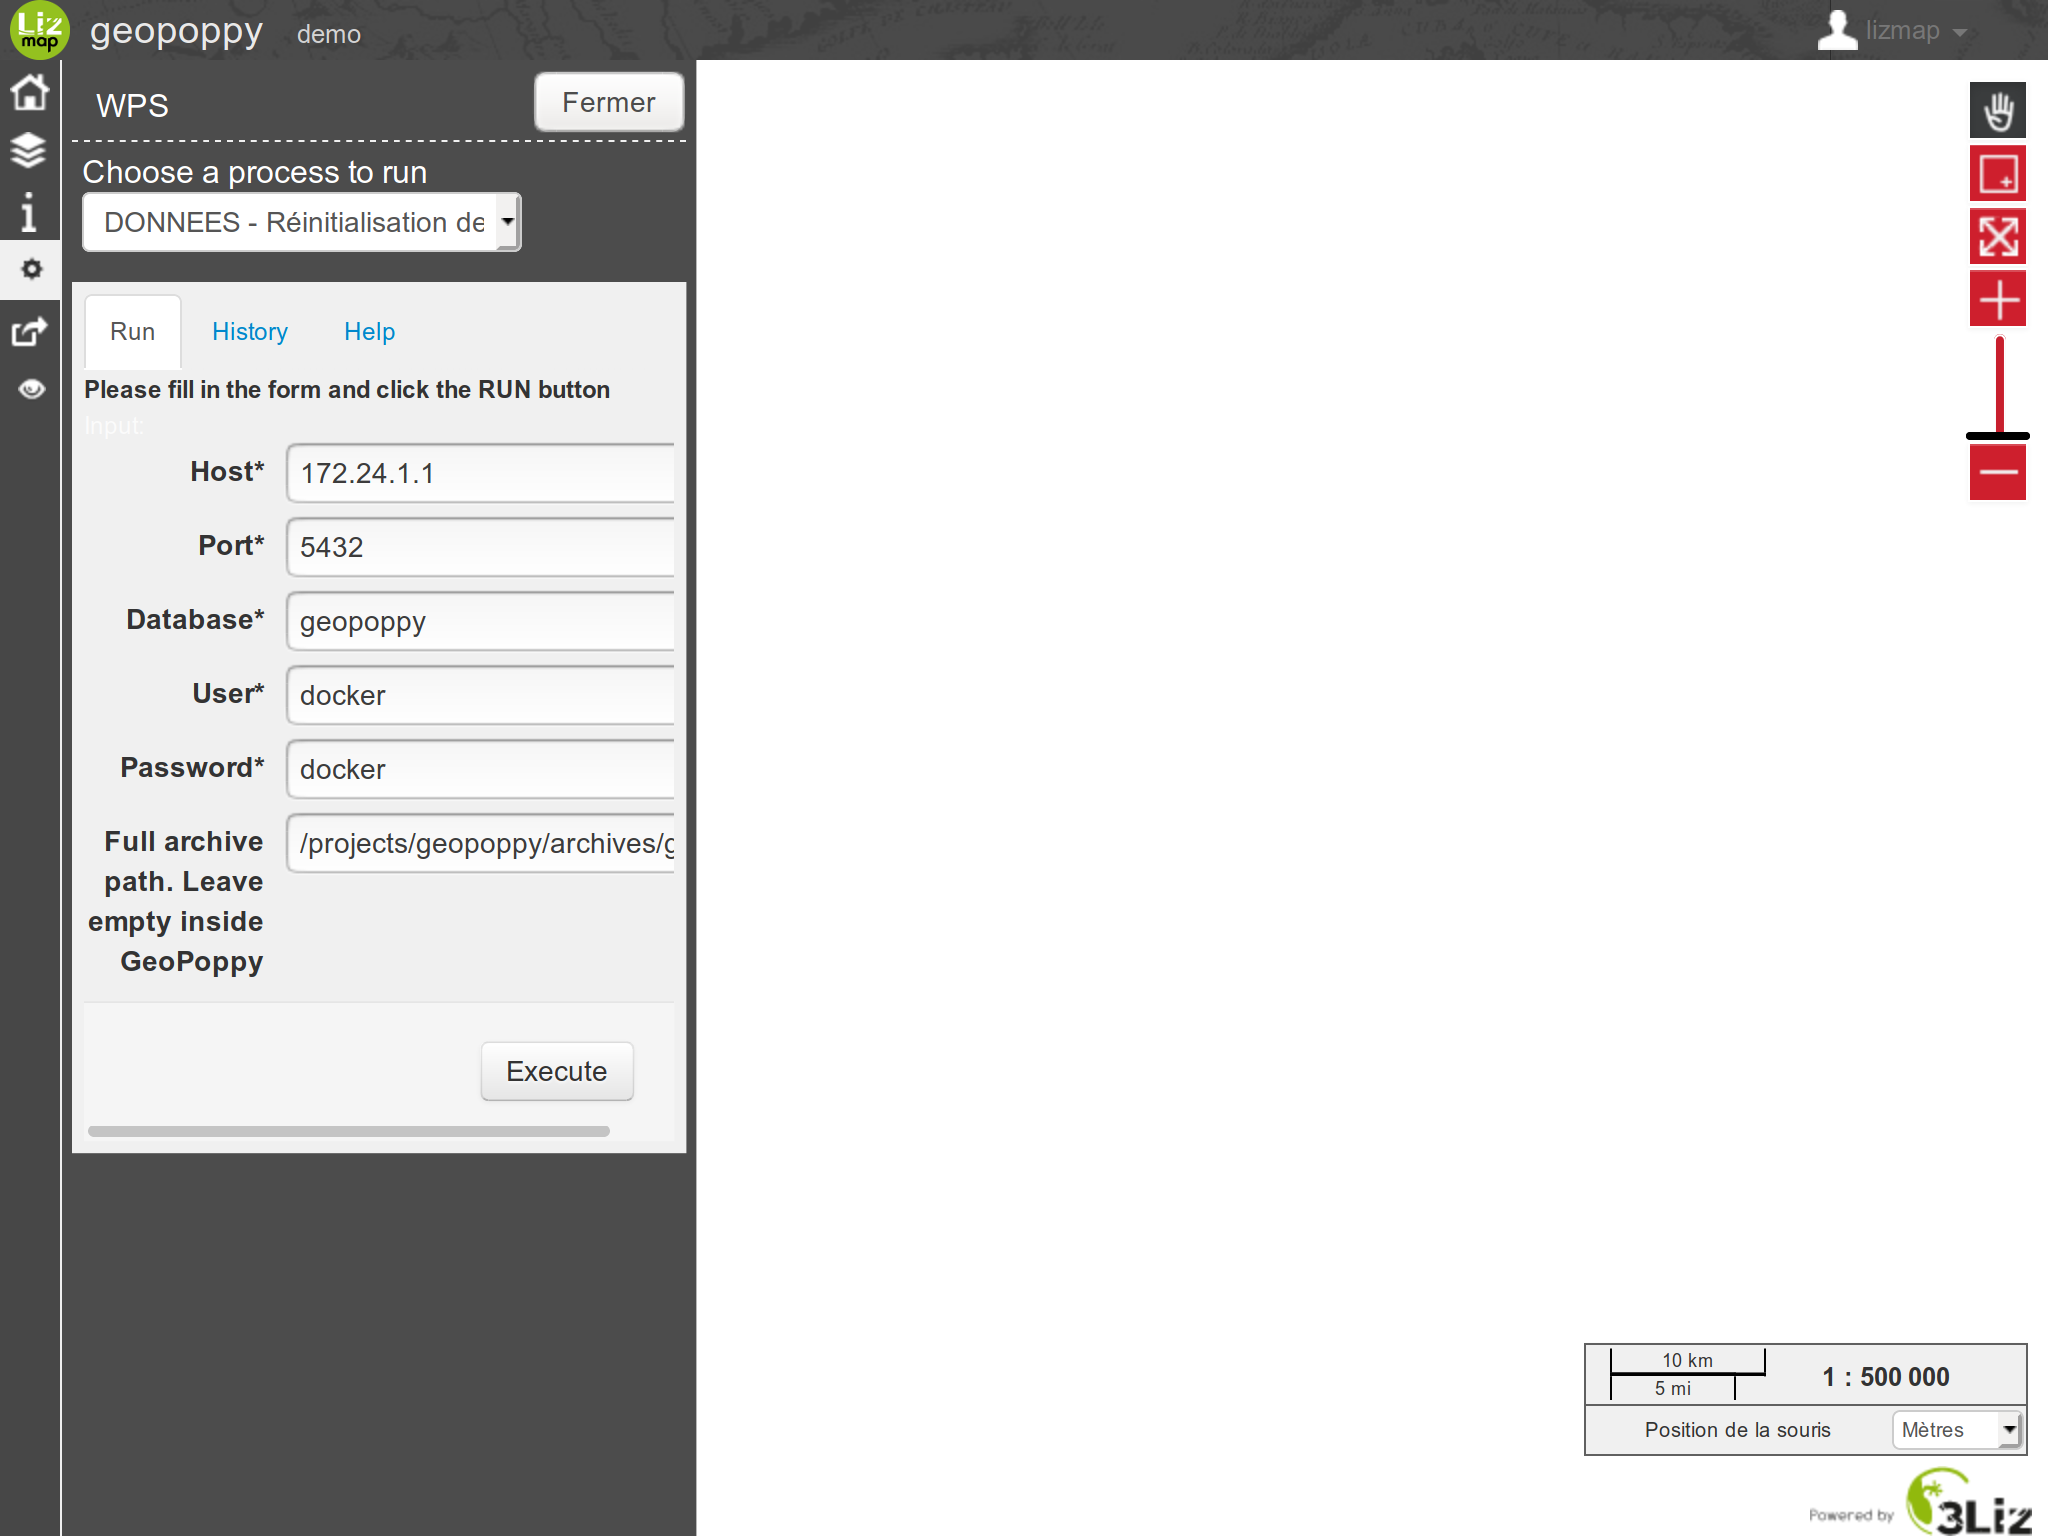 Liz
map
geopoppy demo
lizmap
WPS
Fermer
Choose a process to run
DONNEES - Réinitialisation de
Run
History
Help
Please fill in the form and click the RUN button
Input:
Host*
172.24.1.1
Port*
5432
Database*
geopoppy
User*
docker
Password*
docker
Full archive
path. Leave
empty inside
GeoPoppy
/projects/geopoppy/archives/g
Execute
10 km
5 mi
1 : 500 000
Position de la souris
Mètres
Powered by
3Liz